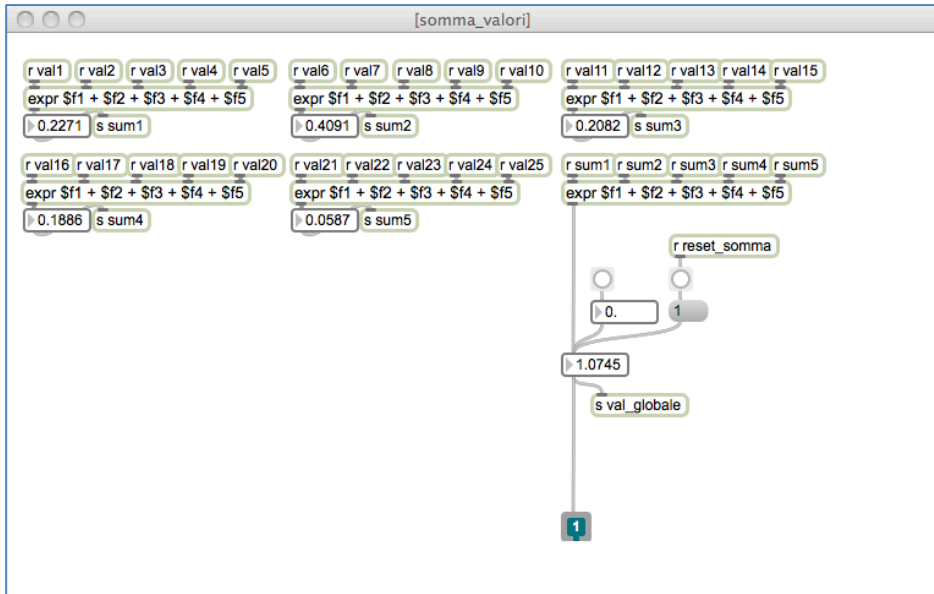 [somma_valori]
r val1 r val2 r val3 r val4 r val5
expr $f1 + $f2 + $f3 + $f4 + $f5
0.2271 s sum1
r val6 r val7 r val8 r val9 r val10
expr $f1 + $f2 + $f3 + $f4 + $f5
0.4091 s sum2
r val11 r val12 r val13 r val14 r val15
expr $f1 + $f2 + $f3 + $f4 + $f5
0.2082 s sum3
r val16 r val17 r val18 r val19 r val20
expr $f1 + $f2 + $f3 + $f4 + $f5
0.1886 s sum4
r val21 r val22 r val23 r val24 r val25
expr $f1 + $f2 + $f3 + $f4 + $f5
0.0587 s sum5
r sum1 r sum2 r sum3 r sum4 r sum5
expr $f1 + $f2 + $f3 + $f4 + $f5
r reset_somma
0. 1
1.0745
s val_globale
1